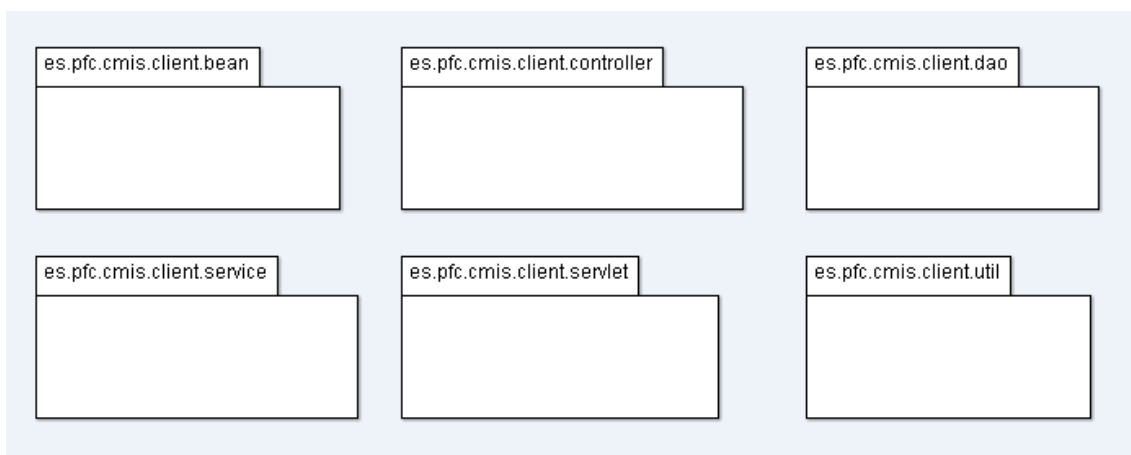 es.pfc.cmis.client.bean
es.pfc.cmis.client.controller
es.pfc.cmis.client.dao
es.pfc.cmis.client.service
es.pfc.cmis.client.servlet
es.pfc.cmis.client.util